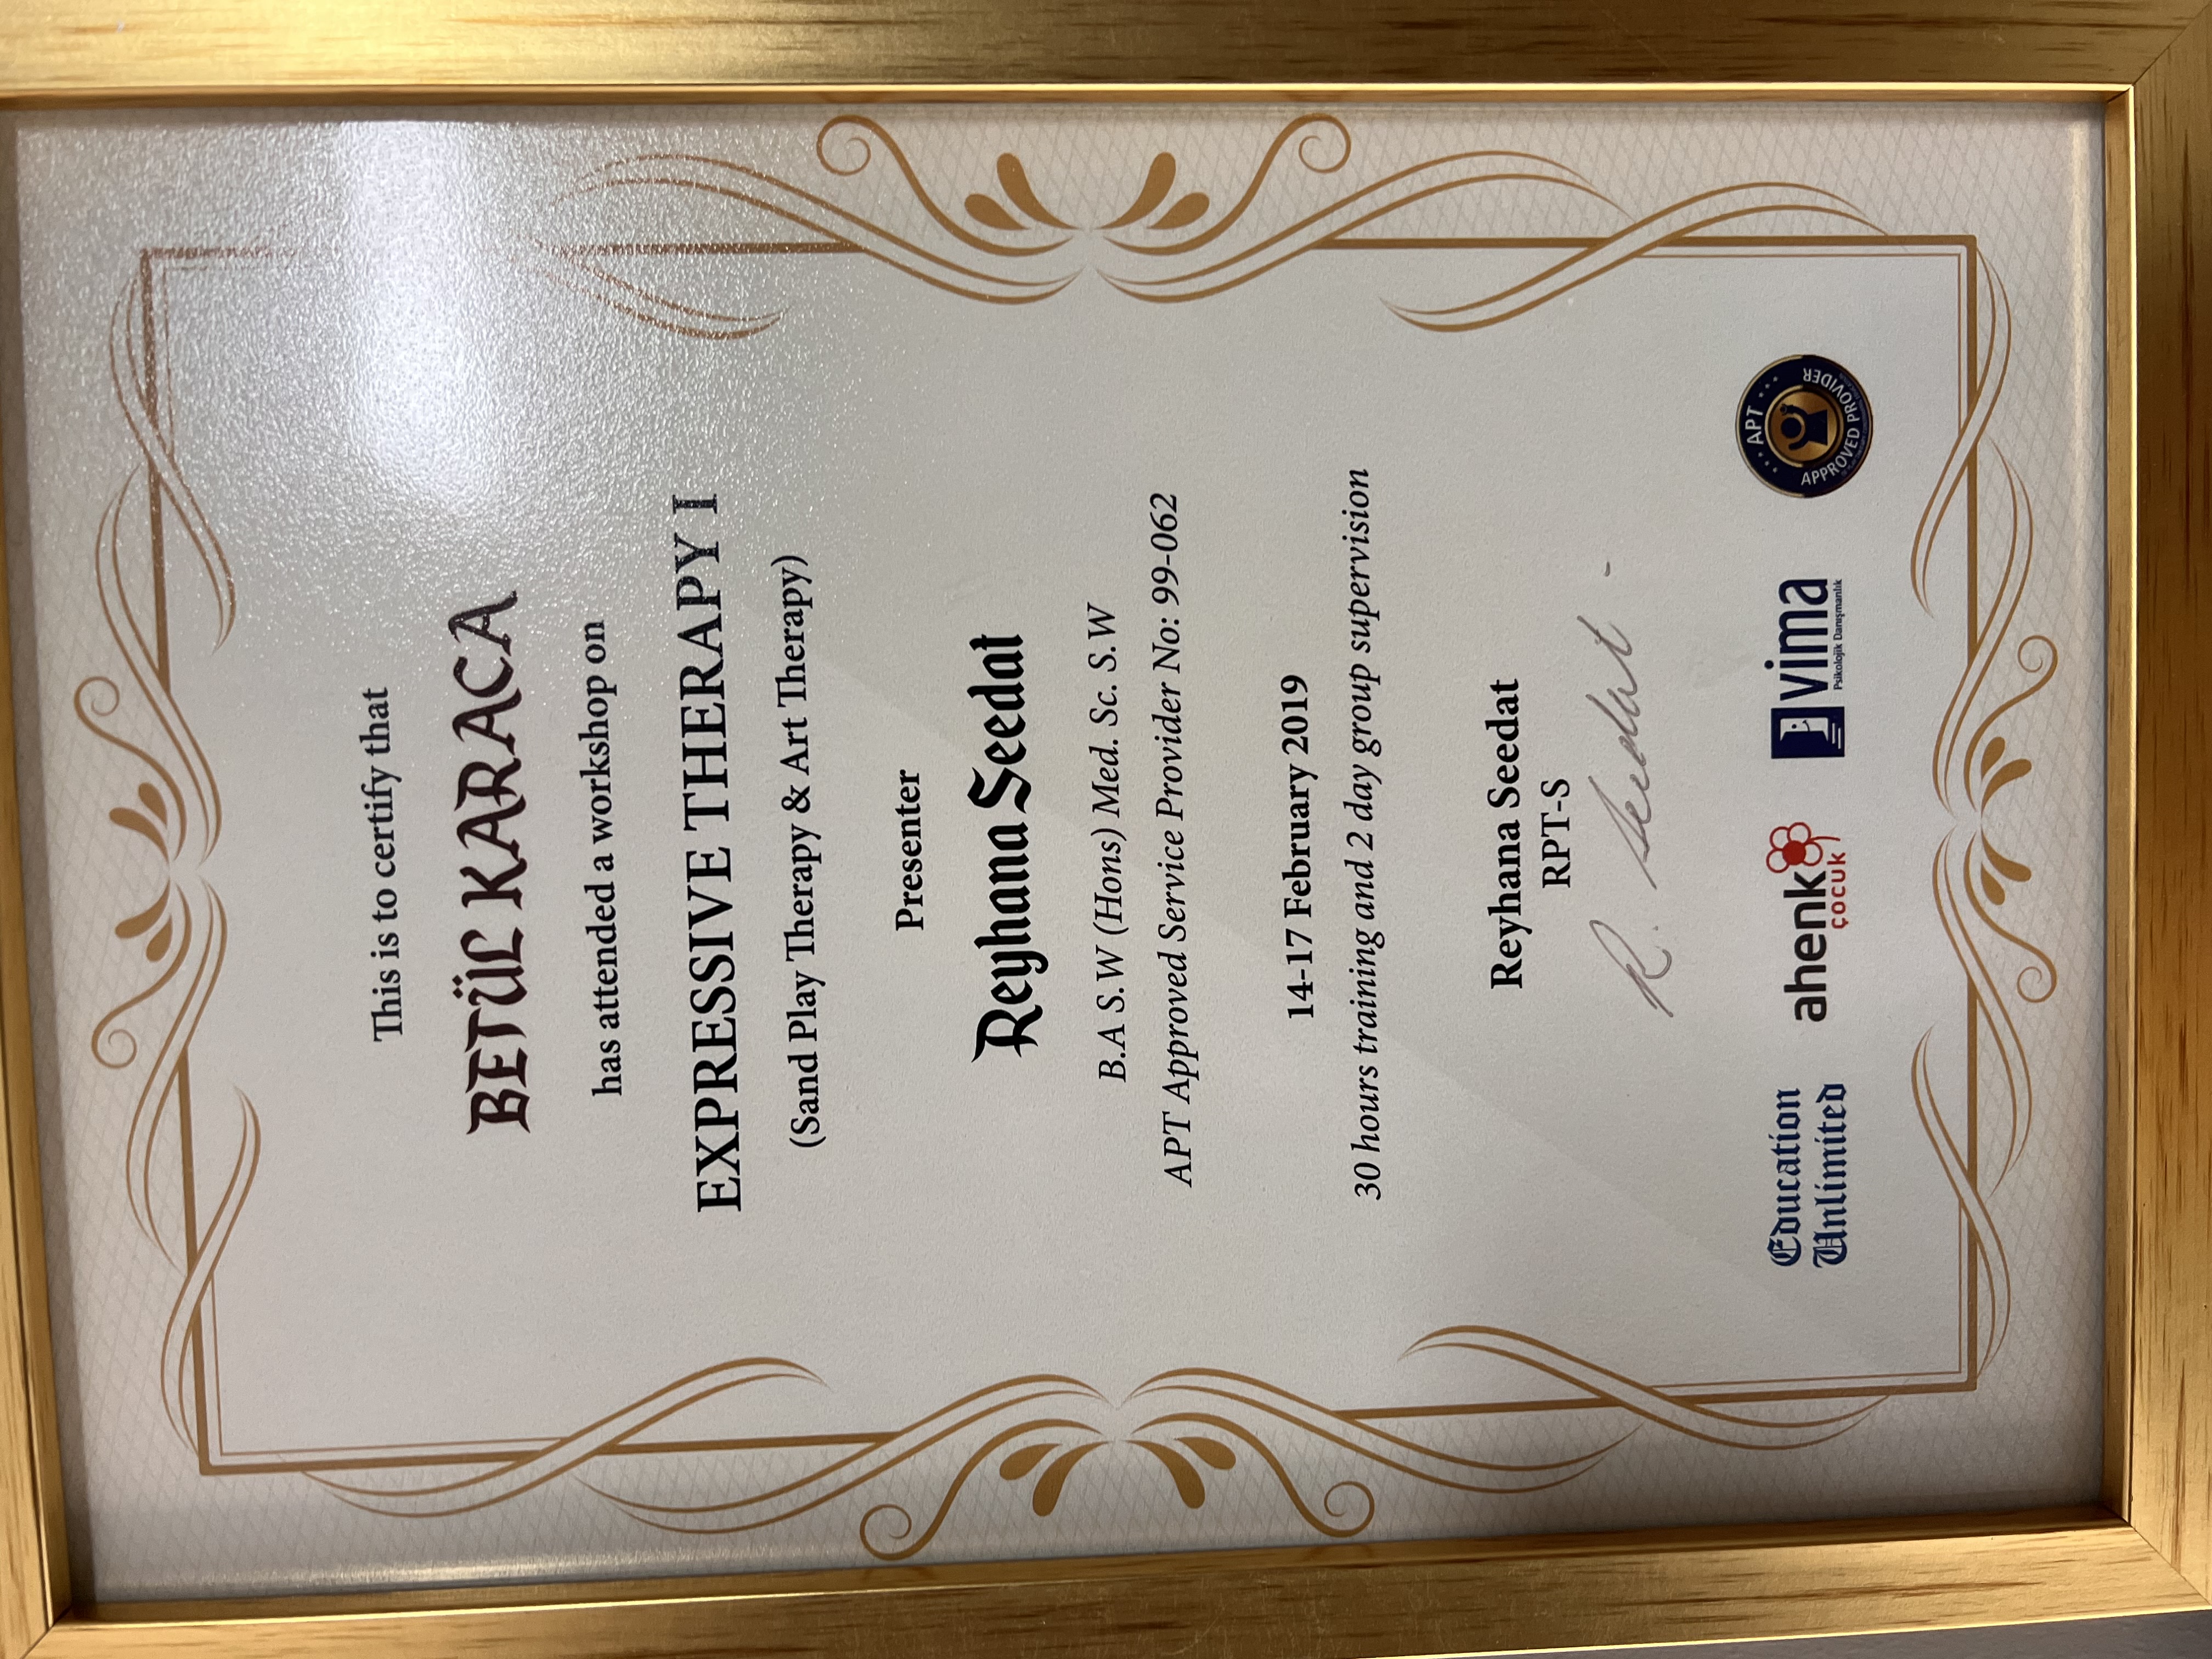 This is to certify that
BETÜL KARACA
has attended a workshop on
EXPRESSIVE THERAPY I
(Sand Play Therapy & Art Therapy)
Presenter
Reyhana Seedat
B.A S.W (Hons) Med. Sc. S.W
APT Approved Service Provider No: 99-062
14-17 February 2019
30 hours training and 2 day group supervision
Reyhana Seedat
RPT-S
R. Seedat
Education
Unlimited
ahenk
çocuk
vima
Psikolojik Danışmanlık
APT
APPROVED PROVIDER